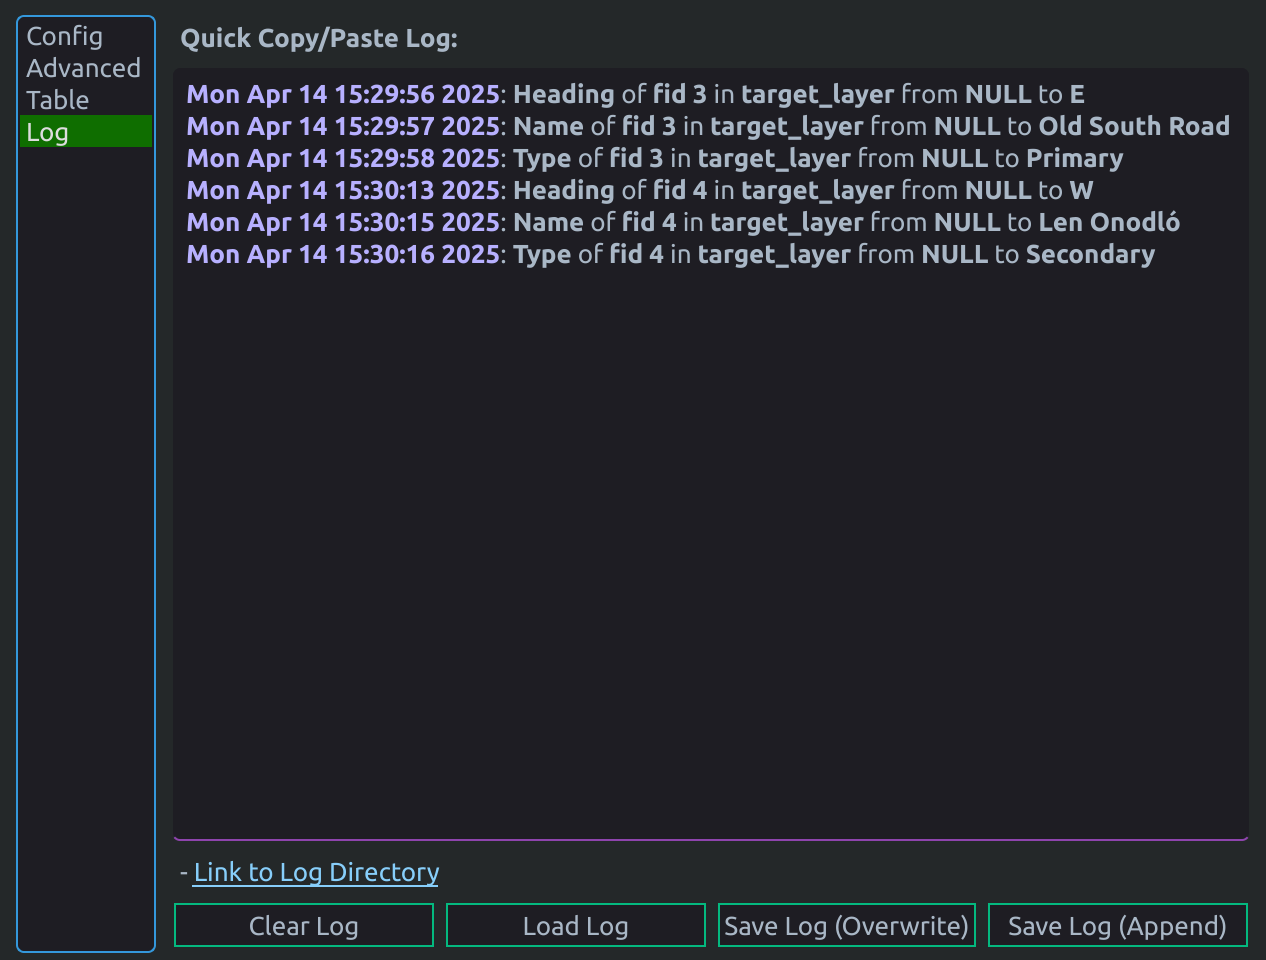 Config
Advanced
Table
Log
Quick Copy/Paste Log:
Mon Apr 14 15:29:56 2025: Heading of fid 3 in target_layer from NULL to E
Mon Apr 14 15:29:57 2025: Name of fid 3 in target_layer from NULL to Old South Road
Mon Apr 14 15:29:58 2025: Type of fid 3 in target_layer from NULL to Primary
Mon Apr 14 15:30:13 2025: Heading of fid 4 in target_layer from NULL to W
Mon Apr 14 15:30:15 2025: Name of fid 4 in target_layer from NULL to Len Onodló
Mon Apr 14 15:30:16 2025: Type of fid 4 in target_layer from NULL to Secondary
- Link to Log Directory
Clear Log
Load Log
Save Log (Overwrite)
Save Log (Append)